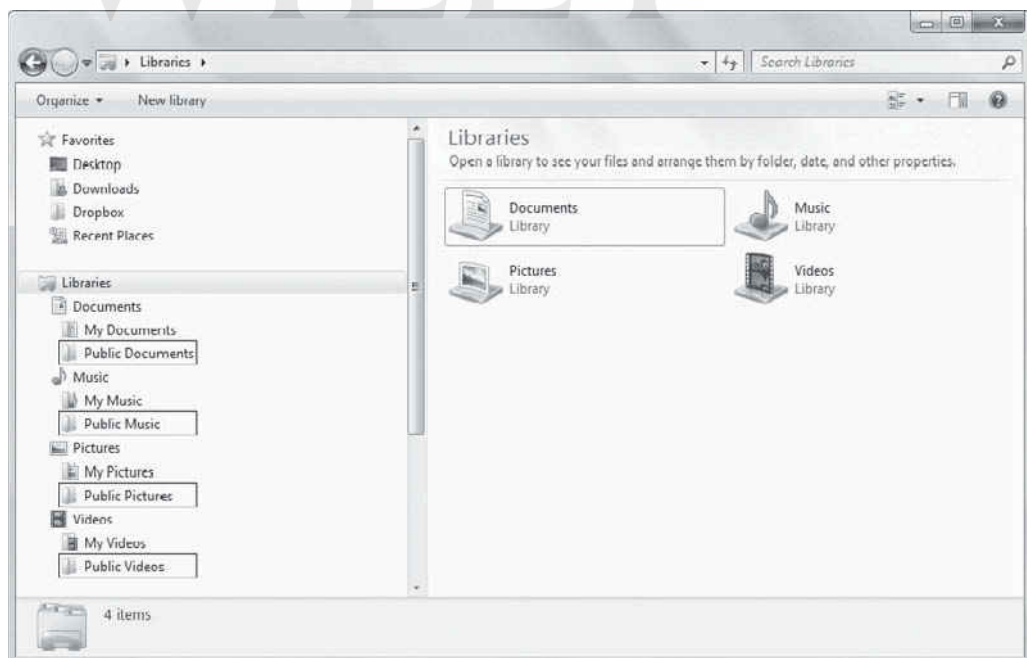 Libraries
Search Libraries
Organize
New library
Favorites
Desktop
Downloads
Dropbox
Recent Places
Libraries
Documents
My Documents
Public Documents
Music
My Music
Public Music
Pictures
My Pictures
Public Pictures
Videos
My Videos
Public Videos
Libraries
Open a library to see your files and arrange them by folder, date, and other properties.
Documents
Library
Music
Library
Pictures
Library
Videos
Library
4 items